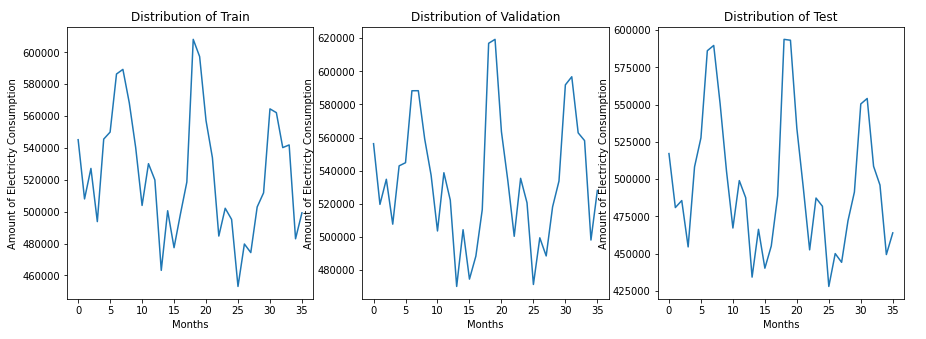 Distribution of Train
Amount of Electricty Consumption
600000
580000
560000
540000
520000
500000
480000
460000
0 5 10 15 20 25 30 35
Months
Distribution of Validation
Amount of Electricty Consumption
620000
600000
580000
560000
540000
520000
500000
480000
0 5 10 15 20 25 30 35
Months
Distribution of Test
Amount of Electricty Consumption
600000
575000
550000
525000
500000
475000
450000
425000
0 5 10 15 20 25 30 35
Months